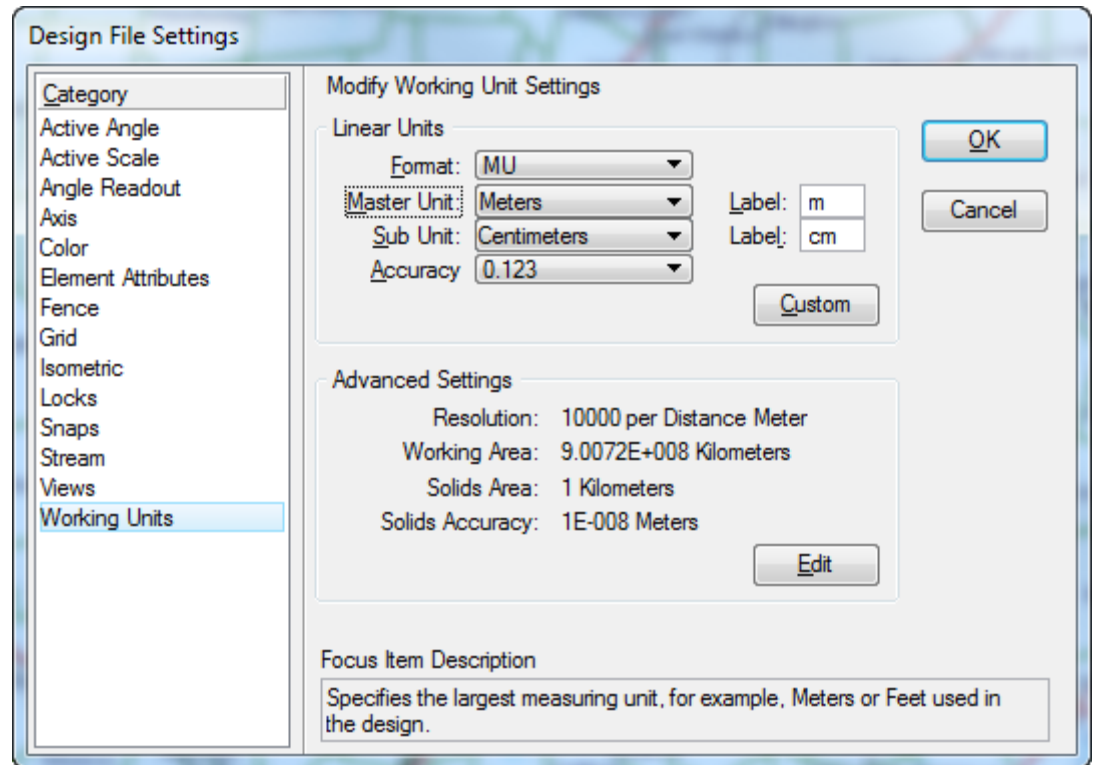 Design File Settings
Category
Active Angle
Active Scale
Angle Readout
Axis
Color
Element Attributes
Fence
Grid
Isometric
Locks
Snaps
Stream
Views
Working Units
Modify Working Unit Settings
Linear Units
Format: MU
Master Unit: Meters Label: m
Sub Unit: Centimeters Label: cm
Accuracy 0.123
Custom
Advanced Settings
Resolution: 10000 per Distance Meter
Working Area: 9.0072E+008 Kilometers
Solids Area: 1 Kilometers
Solids Accuracy: 1E-008 Meters
Edit
Focus Item Description
Specifies the largest measuring unit, for example, Meters or Feet used in
the design.
OK
Cancel